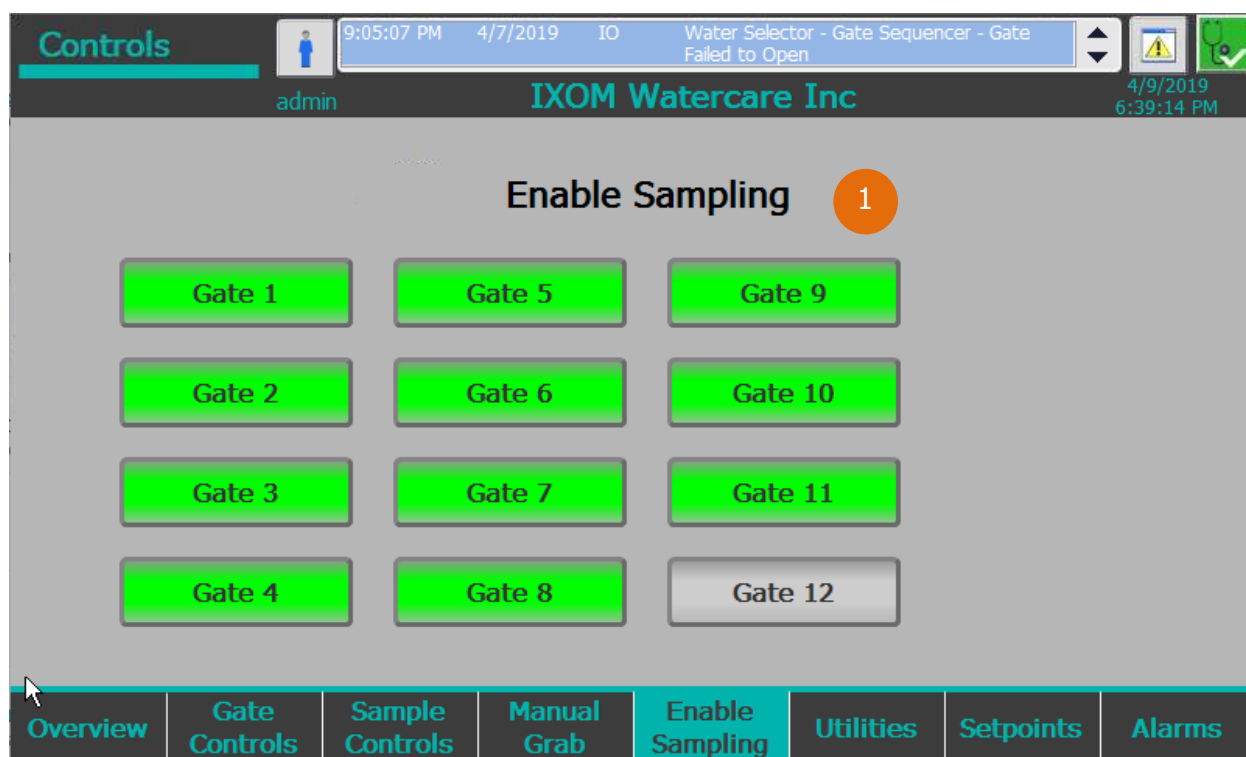 Controls
9:05:07 PM 4/7/2019 IO Water Selector - Gate Sequencer - Gate
Failed to Open
admin
IXOM Watercare Inc
4/9/2019
6:39:14 PM
Enable Sampling
1
Gate 1
Gate 5
Gate 9
Gate 2
Gate 6
Gate 10
Gate 3
Gate 7
Gate 11
Gate 4
Gate 8
Gate 12
Overview
Gate
Controls
Sample
Controls
Manual
Grab
Enable
Sampling
Utilities
Setpoints
Alarms